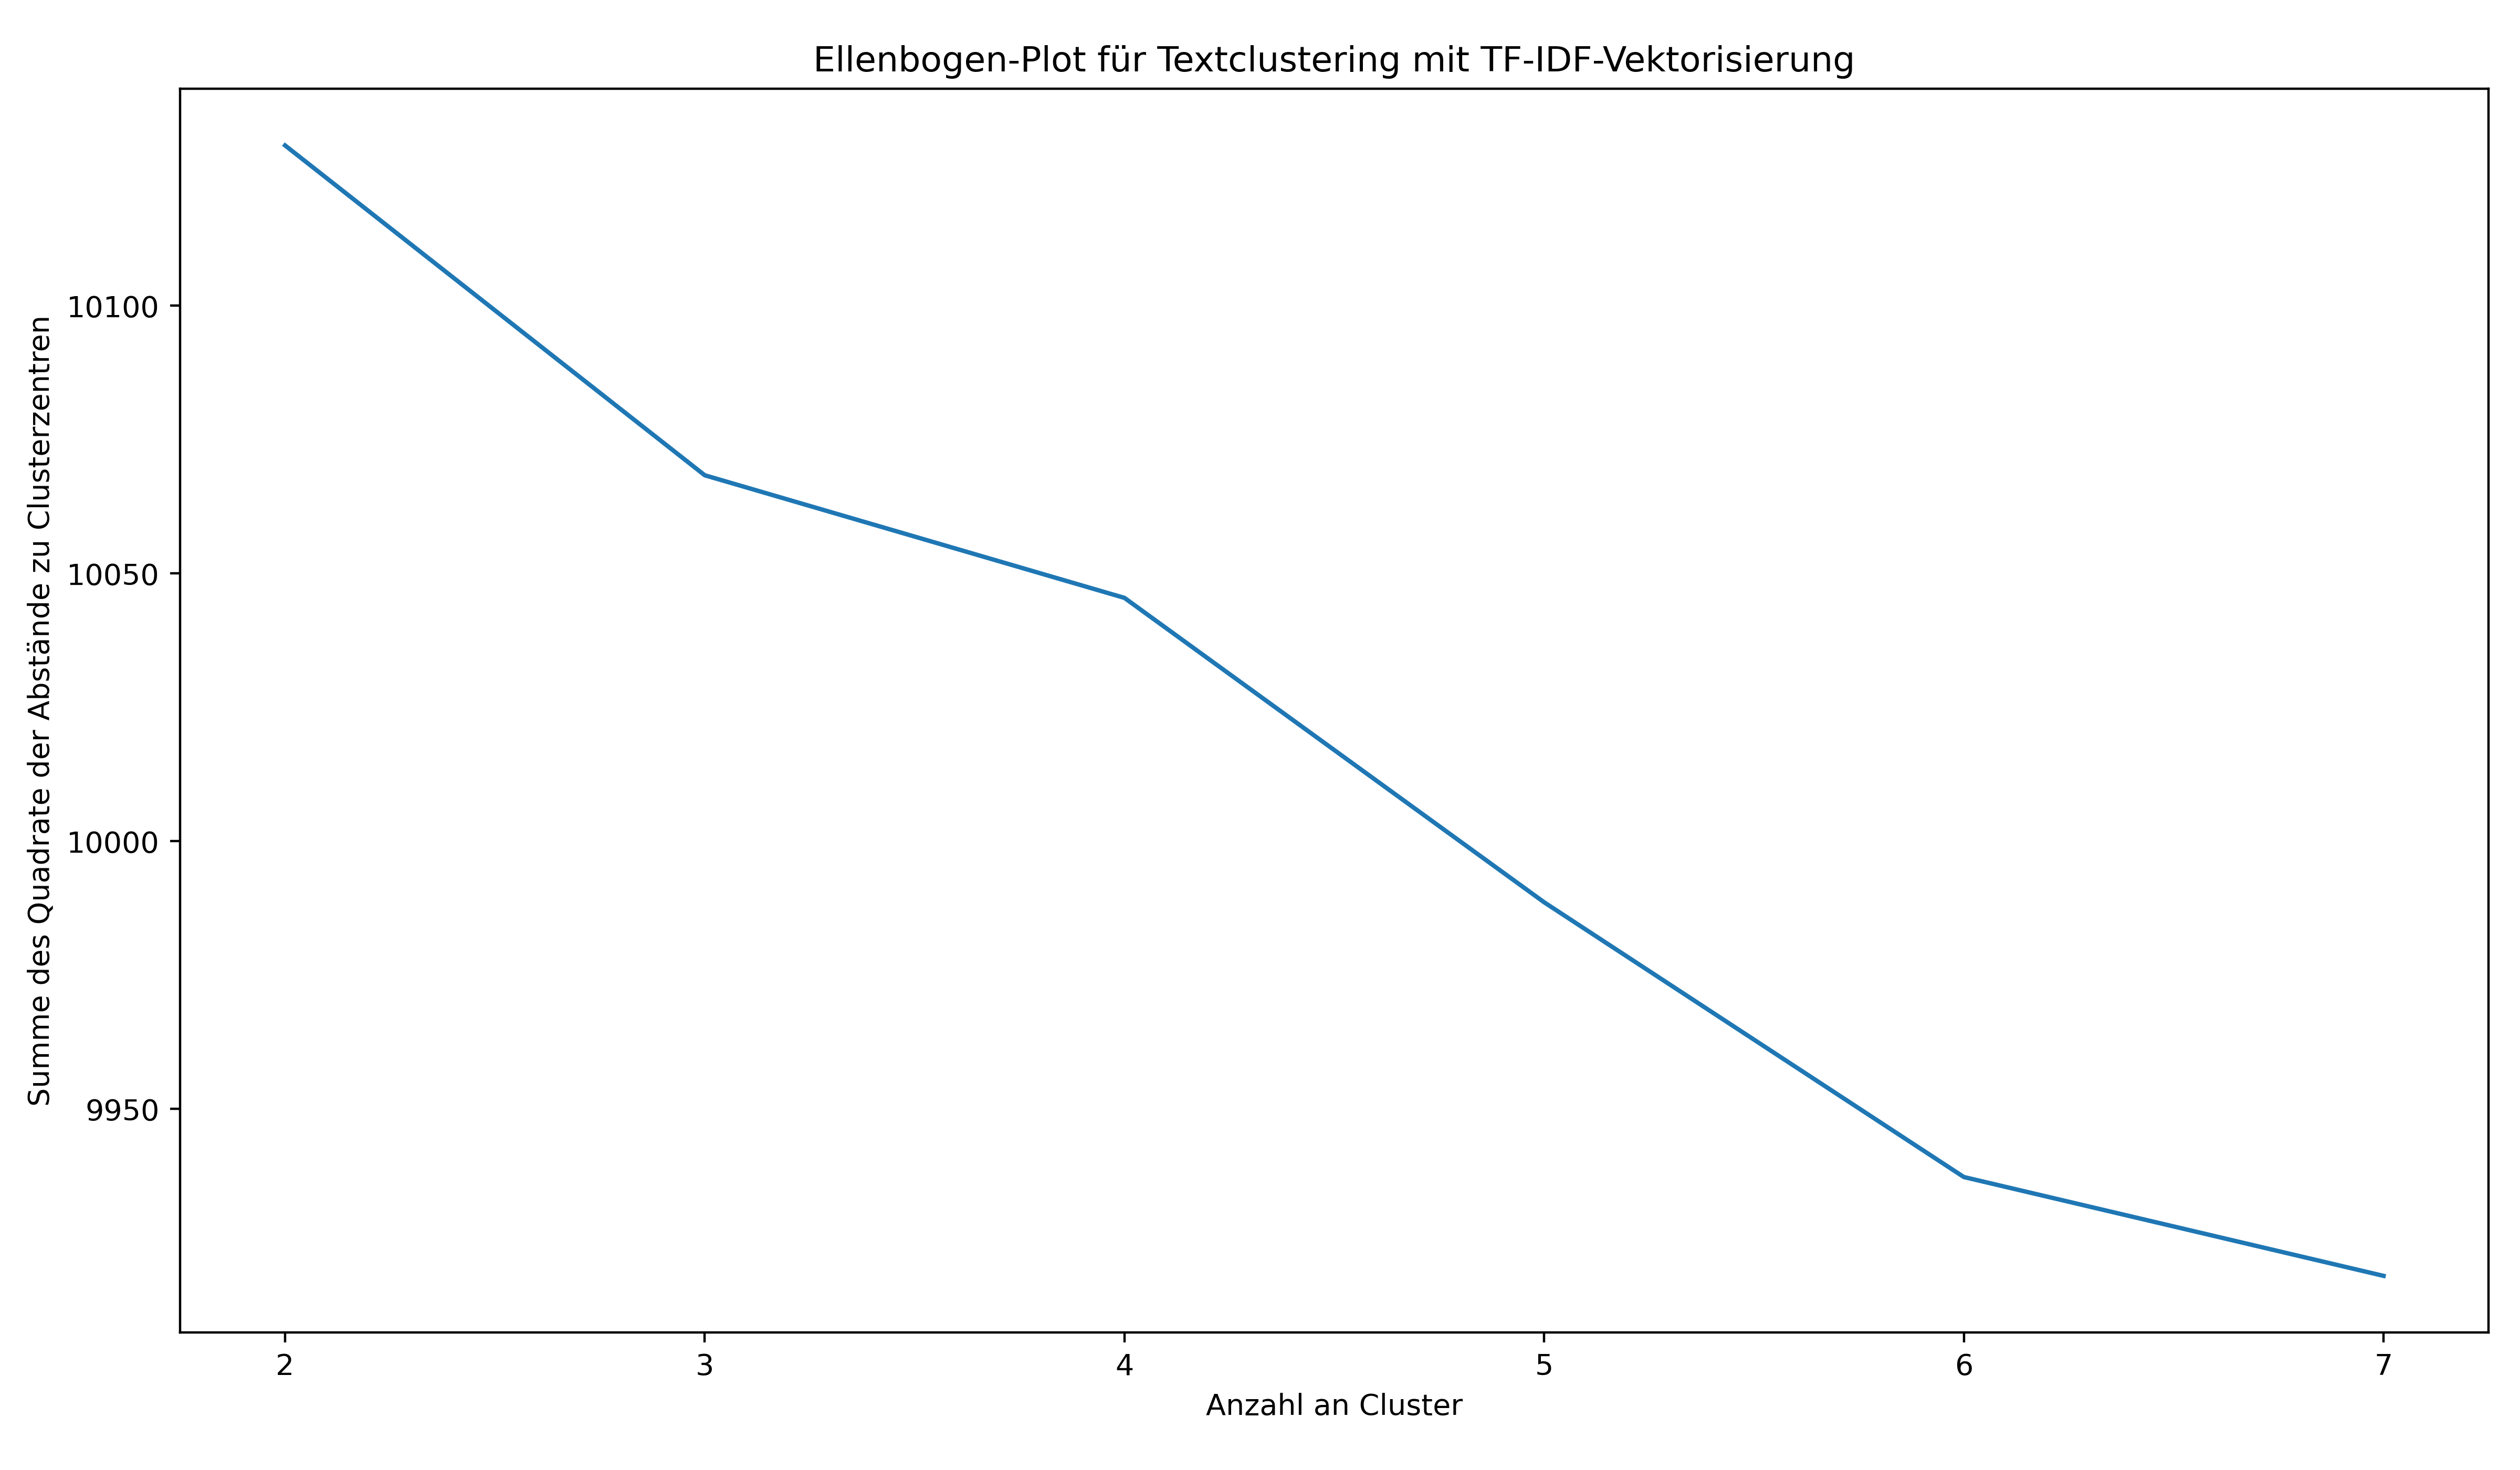 Ellenbogen-Plot für Textclustering mit TF-IDF-Vektorisierung
Summe des Quadrate der Abstände zu Clusterzentren
10100
10050
10000
9950
2 3 4 5 6 7
Anzahl an Cluster